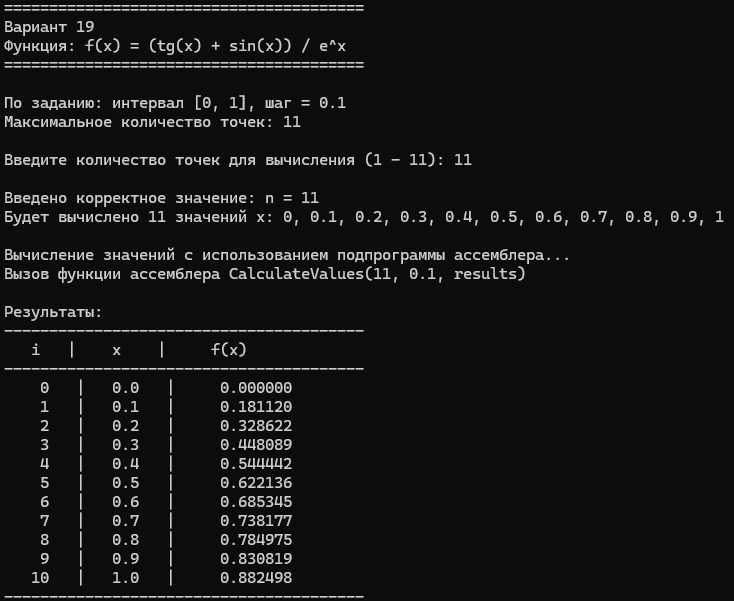 ========================================
Вариант 19
Функция: f(x) = (tg(x) + sin(x)) / e^x
========================================
По заданию: интервал [0, 1], шаг = 0.1
Максимальное количество точек: 11
Введите количество точек для вычисления (1 - 11): 11
Введено корректное значение: n = 11
Будет вычислено 11 значений x: 0, 0.1, 0.2, 0.3, 0.4, 0.5, 0.6, 0.7, 0.8, 0.9, 1
Вычисление значений с использованием подпрограммы ассемблера...
Вызов функции ассемблера CalculateValues(11, 0.1, results)
Результаты:
----------------------------------------
   i   |    x    |     f(x)
----------------------------------------
    0   |   0.0   |     0.000000
    1   |   0.1   |     0.181120
    2   |   0.2   |     0.328622
    3   |   0.3   |     0.448089
    4   |   0.4   |     0.544442
    5   |   0.5   |     0.622136
    6   |   0.6   |     0.685345
    7   |   0.7   |     0.738177
    8   |   0.8   |     0.784975
    9   |   0.9   |     0.830819
   10   |   1.0   |     0.882498
----------------------------------------